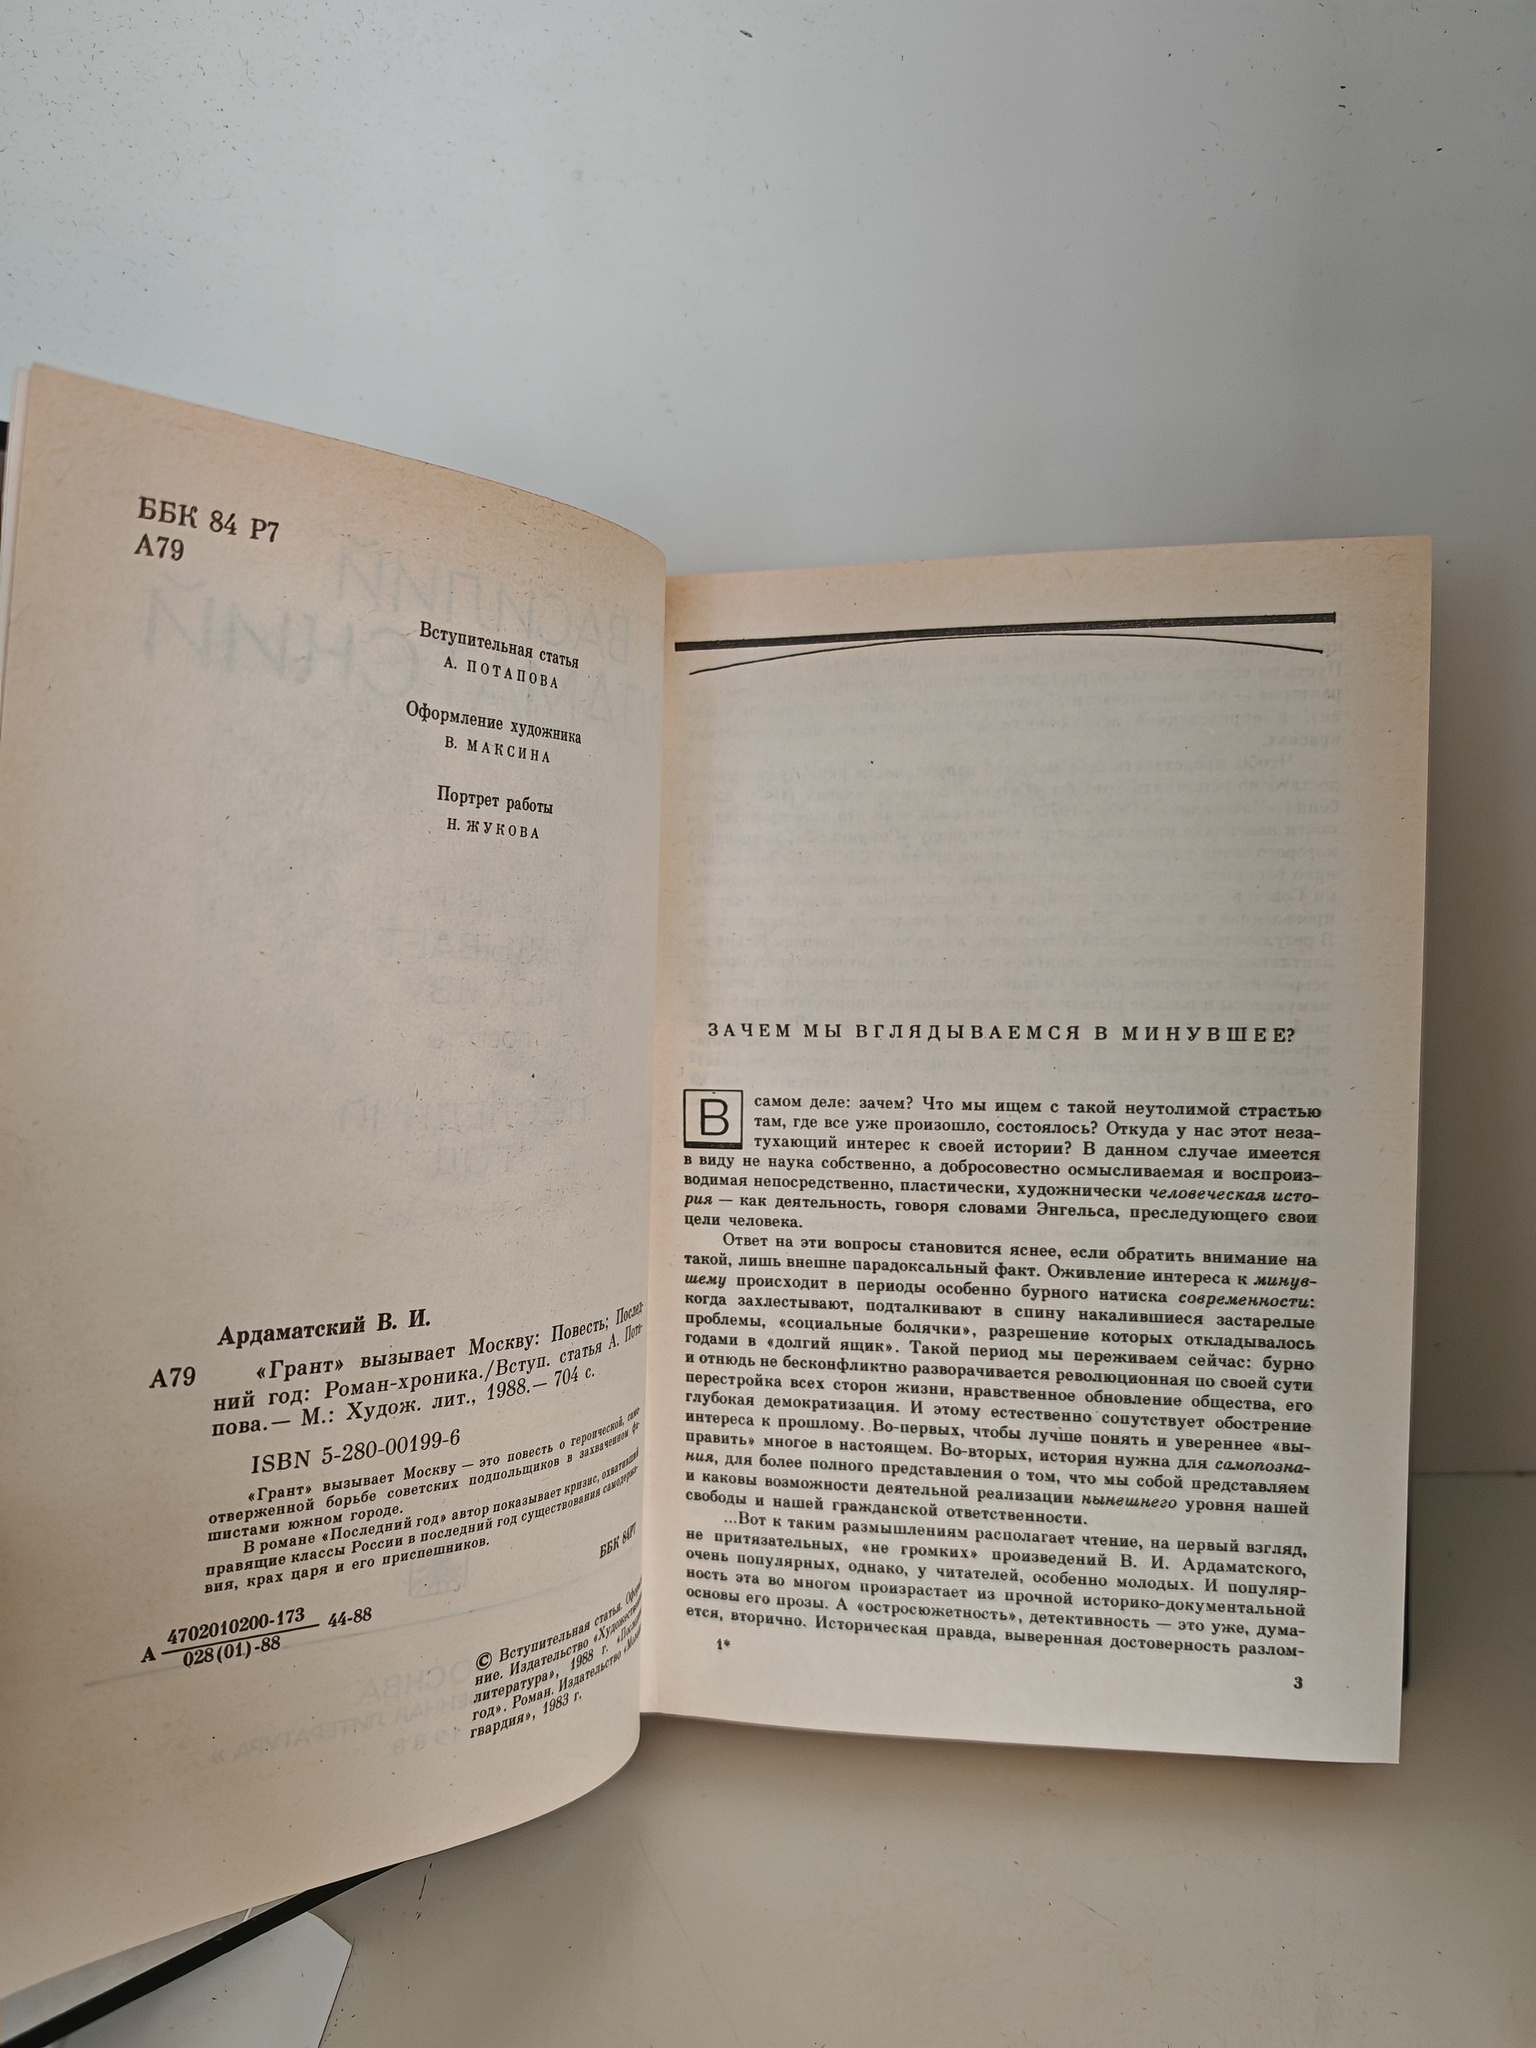 ББК 84 Р7
А79
Вступительная статья
А. ПОТАПОВА
Оформление художника
В. МАКСИНА
Портрет работы
Н. ЖУКОВА
Ардаматский В. И.
А79 «Грант» вызывает Москву: Повесть; Послед-
ний год: Роман-хроника./Вступ. статья А. Пота-
пова.— М.: Худож. лит., 1988.— 704 с.
ISBN 5-280-00199-6
«Грант» вызывает Москву — это повесть о героической, само-
отверженной борьбе советских подпольщиков в захваченном фа-
шистами южном городе.
В романе «Последний год» автор показывает кризис, охвативший
правящие классы России в последний год существования самодержа-
вия, крах царя и его приспешников.
А 4702010200-173 44-88
028(01)-88
ББК 84Р7
© Вступительная статья.
ние. Издательство
литература», 1988 г.
год». Роман. Издательство
гвардия», 1983 г.
ЗАЧЕМ МЫ ВГЛЯДЫВАЕМСЯ В МИНУВШЕЕ?
В самом деле: зачем? Что мы ищем с такой неутолимой страстью
там, где все уже произошло, состоялось? Откуда у нас этот неза-
тухающий интерес к своей истории? В данном случае имеется
в виду не наука собственно, а добросовестно осмысливаемая и воспроиз-
водимая непосредственно, пластически, художнически человеческая исто-
рия — как деятельность, говоря словами Энгельса, преследующего свои
цели человека.
Ответ на эти вопросы становится яснее, если обратить внимание на
такой, лишь внешне парадоксальный факт. Оживление интереса к минув-
шему происходит в периоды особенно бурного натиска современности:
когда захлестывают, подталкивают в спину накалившиеся застарелые
проблемы, «социальные болячки», разрешение которых откладывалось
годами в «долгий ящик». Такой период мы переживаем сейчас: бурно
и отнюдь не бесконфликтно разворачивается революционная по своей сути
перестройка всех сторон жизни, нравственное обновление общества, его
глубокая демократизация. И этому естественно сопутствует обострение
интереса к прошлому. Во-первых, чтобы лучше понять и увереннее «вы-
править» многое в настоящем. Во-вторых, история нужна для самопозна-
ния, для более полного представления о том, что мы собой представляем
и каковы возможности деятельной реализации нынешнего уровня нашей
свободы и нашей гражданской ответственности.
...Вот к таким размышлениям располагает чтение, на первый взгляд,
не притязательных, «не громких» произведений В. И. Ардаматского,
очень популярных, однако, у читателей, особенно молодых. И популяр-
ность эта во многом произрастает из прочной историко-документальной
основы его прозы. А «остросюжетность», детективность — это уже, дума-
ется, вторично. Историческая правда, выверенная достоверность разлом-
1*
3